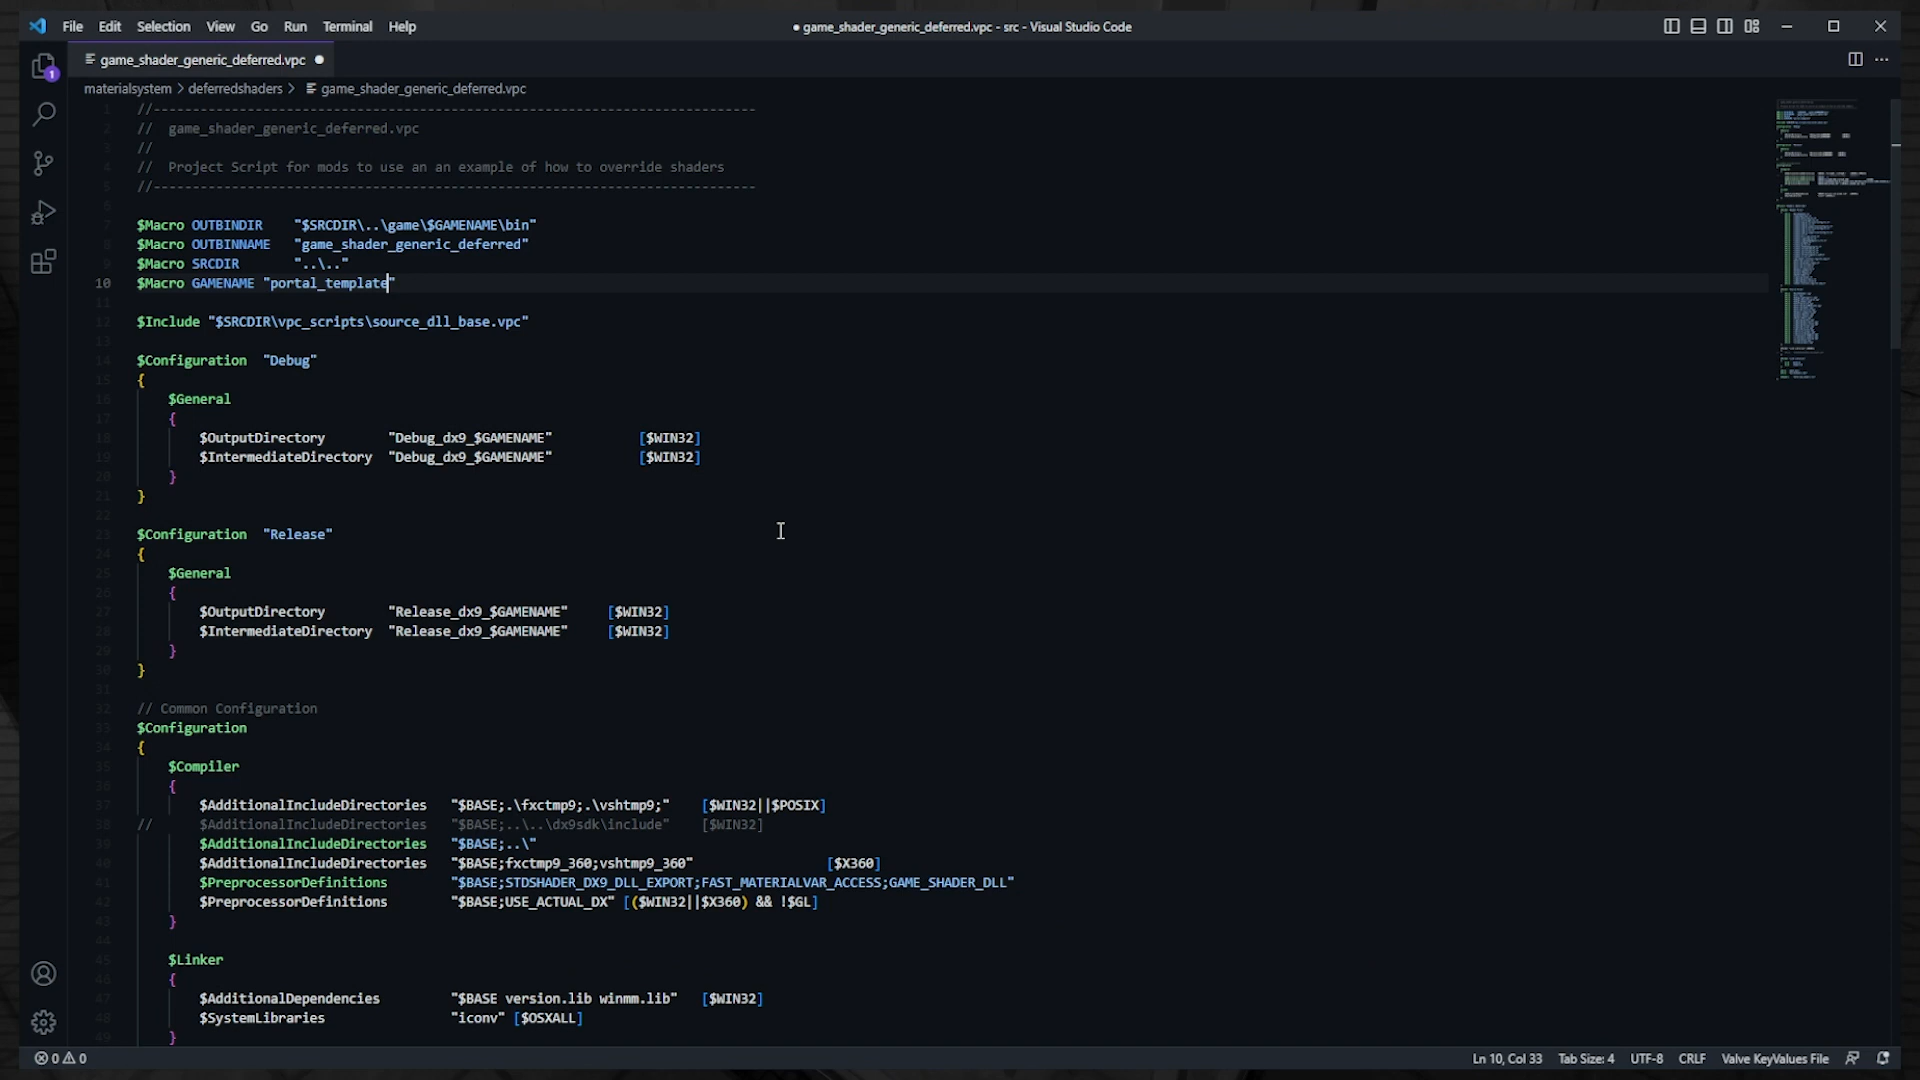 File Edit Selection View Go Run Terminal Help
● game_shader_generic_deferred.vpc - src - Visual Studio Code
game_shader_generic_deferred.vpc ●
1
materialsystem > deferredshaders > game_shader_generic_deferred.vpc
1 //-----------------------------------------------------------------------------
2 //  game_shader_generic_deferred.vpc
3 //
4 //  Project Script for mods to use an an example of how to override shaders
5 //-----------------------------------------------------------------------------
6
7 $Macro OUTBINDIR    "$SRCDIR\..\game\$GAMENAME\bin"
8 $Macro OUTBINNAME   "game_shader_generic_deferred"
9 $Macro SRCDIR       "..\.."
10 $Macro GAMENAME "portal_template"
11
12 $Include "$SRCDIR\vpc_scripts\source_dll_base.vpc"
13
14 $Configuration  "Debug"
15 {
16     $General
17     {
18         $OutputDirectory        "Debug_dx9_$GAMENAME"           [$WIN32]
19         $IntermediateDirectory  "Debug_dx9_$GAMENAME"           [$WIN32]
20     }
21 }
22
23 $Configuration  "Release"
24 {
25     $General
26     {
27         $OutputDirectory        "Release_dx9_$GAMENAME"     [$WIN32]
28         $IntermediateDirectory  "Release_dx9_$GAMENAME"     [$WIN32]
29     }
30 }
31
32 // Common Configuration
33 $Configuration
34 {
35     $Compiler
36     {
37         $AdditionalIncludeDirectories   "$BASE;.\fxctmp9;.\vshtmp9;"    [$WIN32||$POSIX]
38 //      $AdditionalIncludeDirectories   "$BASE;..\..\dx9sdk\include"    [$WIN32]
39         $AdditionalIncludeDirectories   "$BASE;..\"
40         $AdditionalIncludeDirectories   "$BASE;fxctmp9_360;vshtmp9_360"                 [$X360]
41         $PreprocessorDefinitions        "$BASE;STDSHADER_DX9_DLL_EXPORT;FAST_MATERIALVAR_ACCESS;GAME_SHADER_DLL"
42         $PreprocessorDefinitions        "$BASE;USE_ACTUAL_DX" [($WIN32||$X360) && !$GL]
43     }
44
45     $Linker
46     {
47         $AdditionalDependencies         "$BASE version.lib winmm.lib"   [$WIN32]
48         $SystemLibraries                "iconv" [$OSXALL]
49     }
0 0 Ln 10, Col 33 Tab Size: 4 UTF-8 CRLF Valve KeyValues File